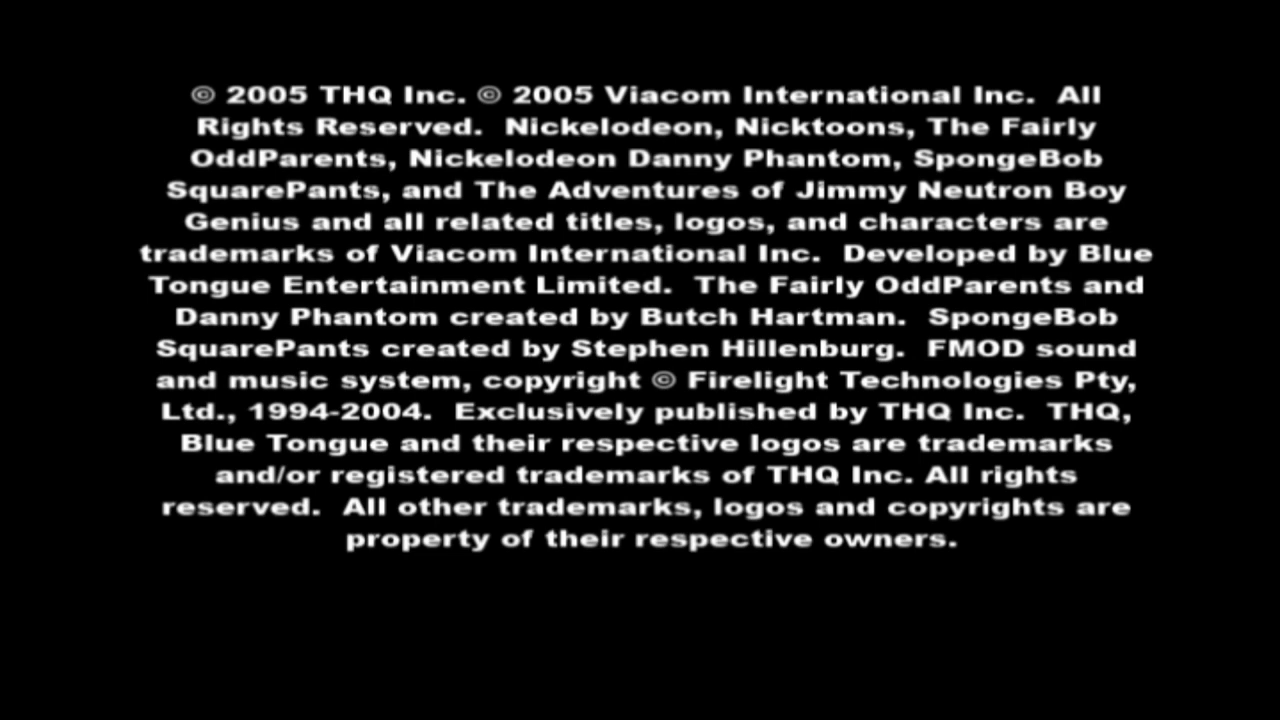 © 2005 THQ Inc. © 2005 Viacom International Inc.  All
Rights Reserved.  Nickelodeon, Nicktoons, The Fairly
OddParents, Nickelodeon Danny Phantom, SpongeBob
SquarePants, and The Adventures of Jimmy Neutron Boy
Genius and all related titles, logos, and characters are
trademarks of Viacom International Inc.  Developed by Blue
Tongue Entertainment Limited.  The Fairly OddParents and
Danny Phantom created by Butch Hartman.  SpongeBob
SquarePants created by Stephen Hillenburg.  FMOD sound
and music system, copyright © Firelight Technologies Pty,
Ltd., 1994-2004.  Exclusively published by THQ Inc.  THQ,
Blue Tongue and their respective logos are trademarks
and/or registered trademarks of THQ Inc. All rights
reserved.  All other trademarks, logos and copyrights are
property of their respective owners.